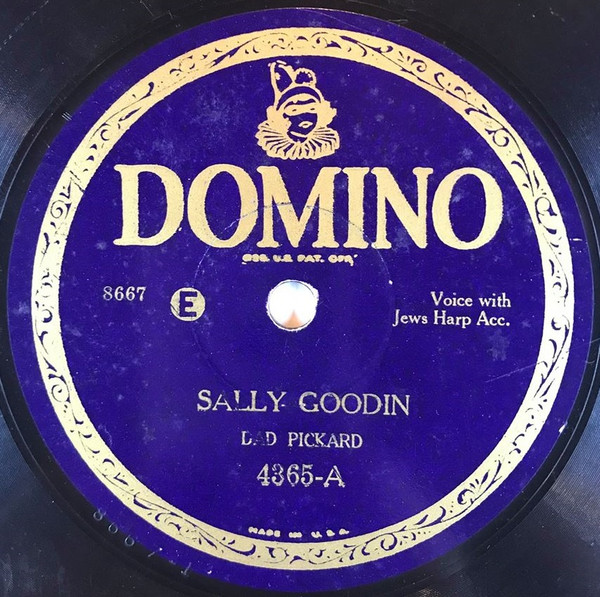 DOMINO
REG. U.S. PAT. OFF.
8667
E
Voice with
Jews Harp Acc.
SALLY GOODIN
DAD PICKARD
4365-A
MADE IN U.S.A.